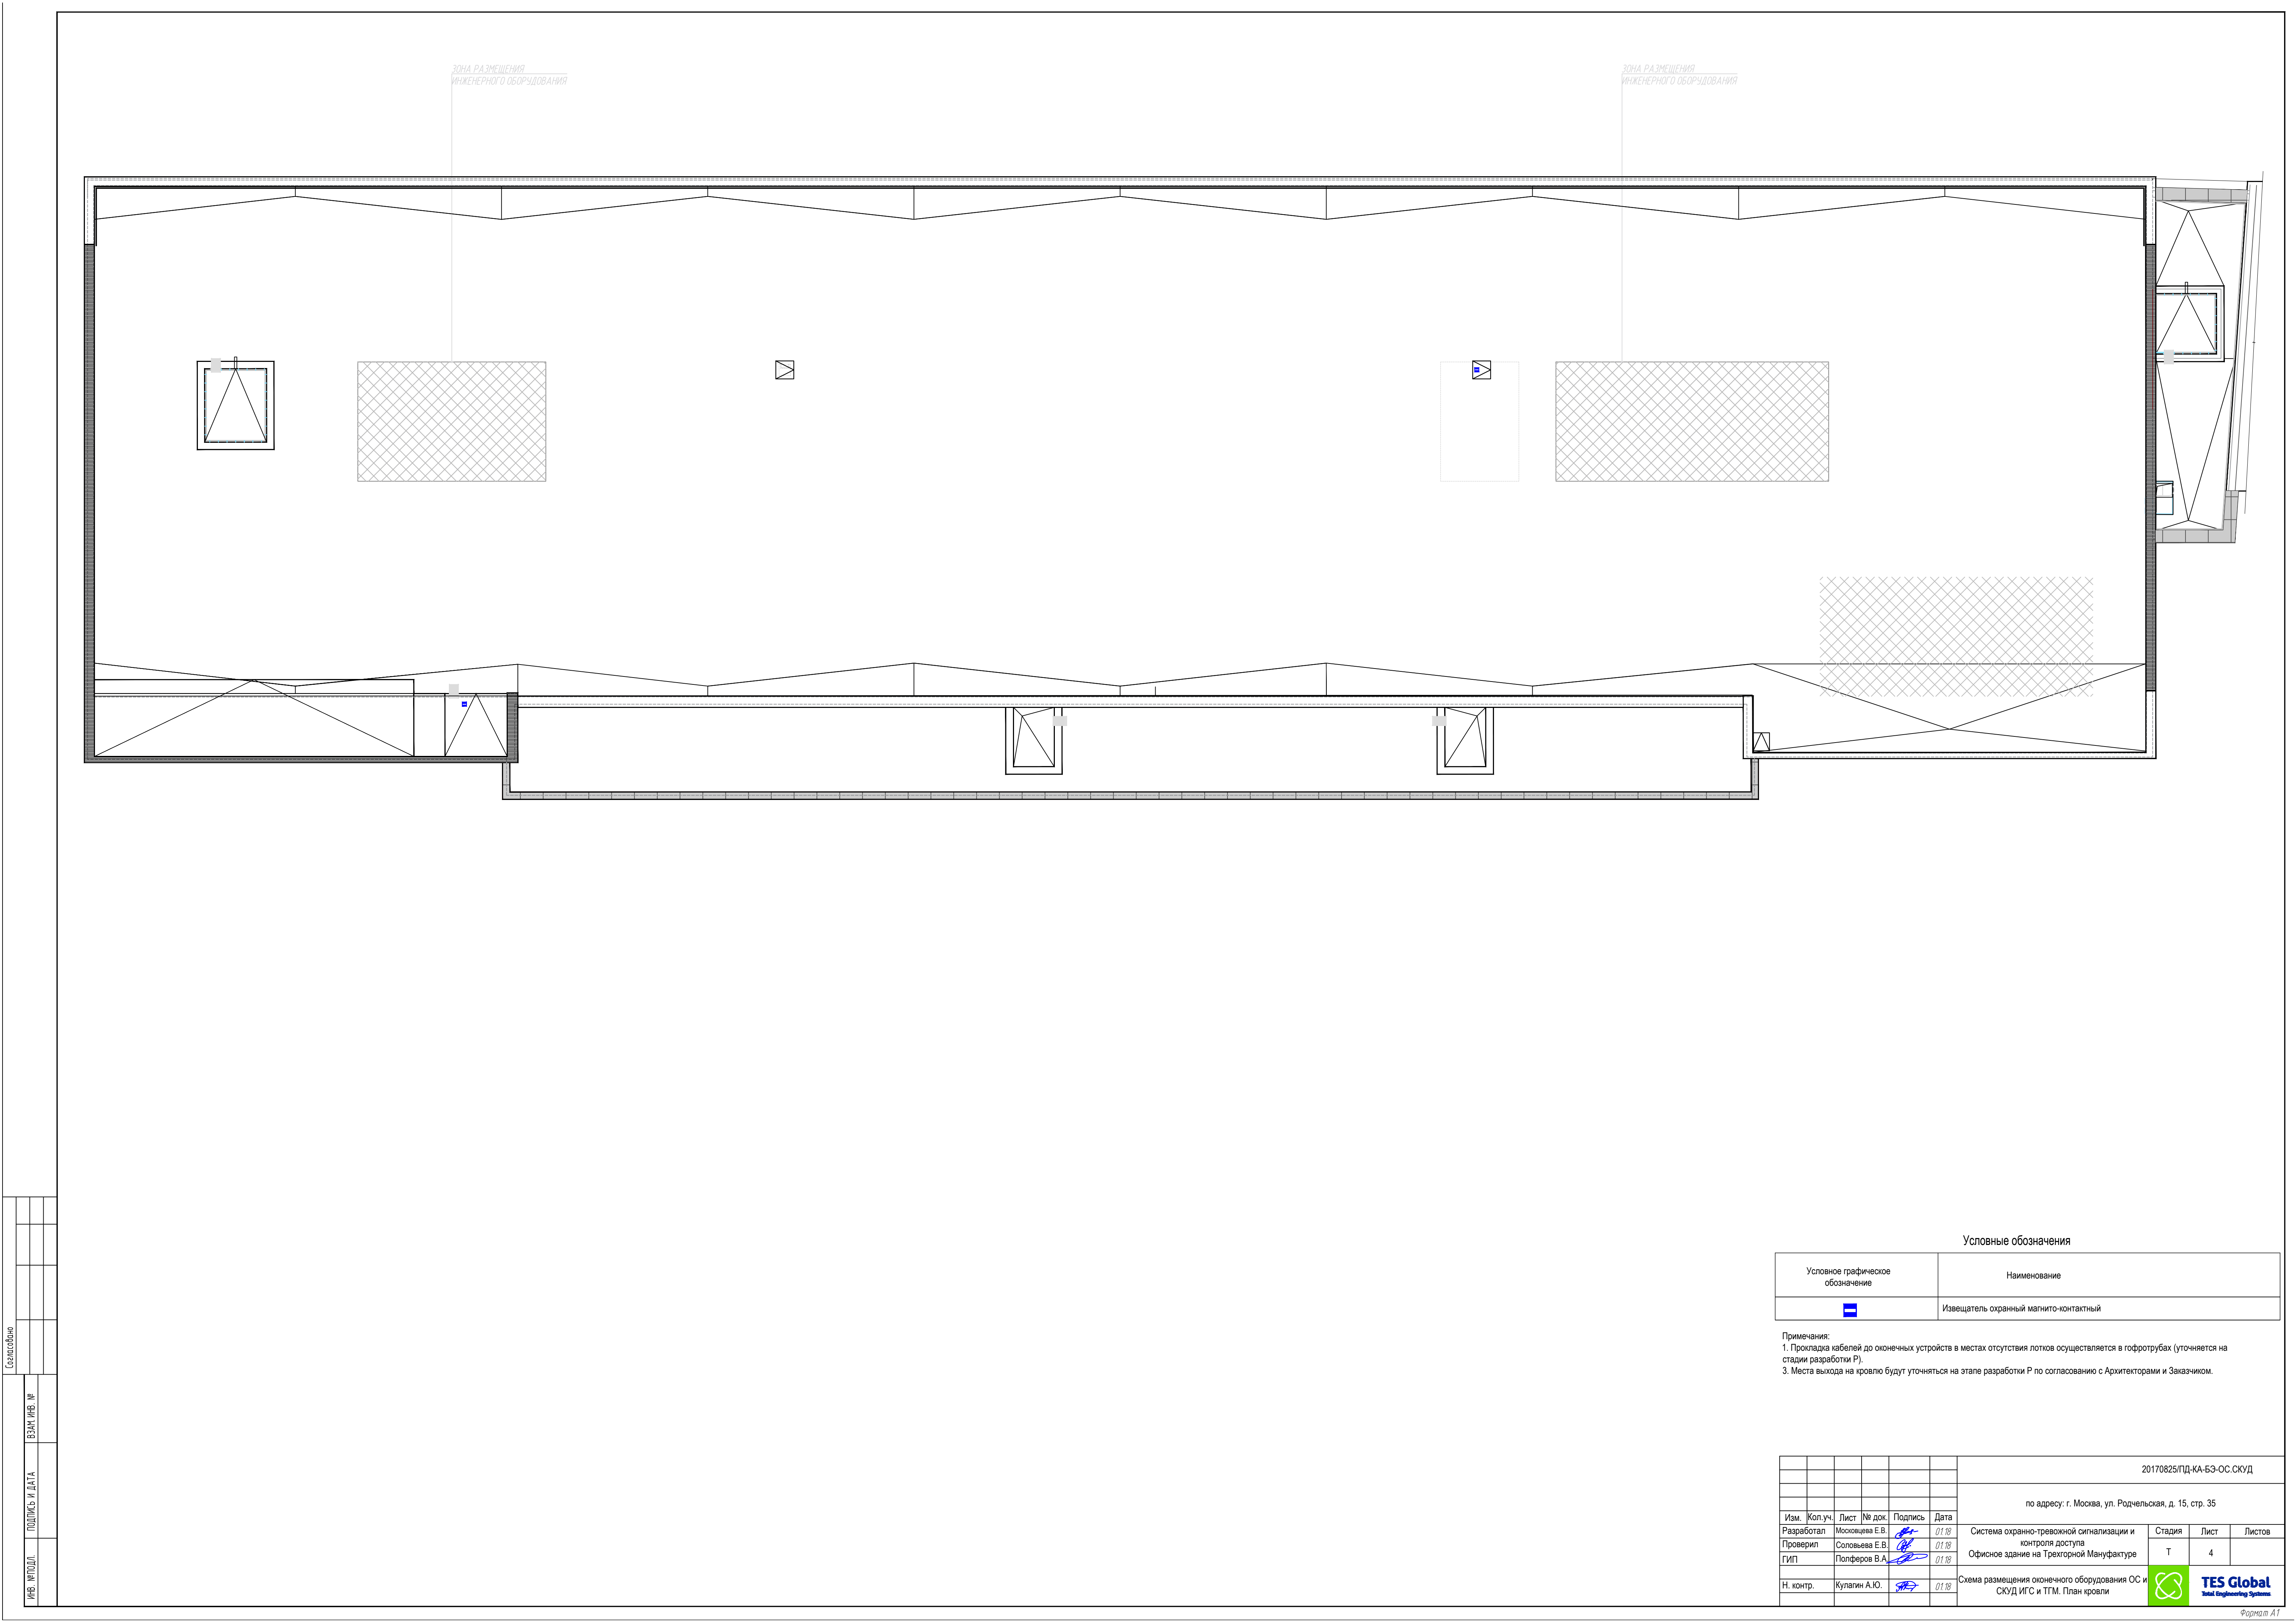 ЗОНА РАЗМЕЩЕНИЯ
ИНЖЕНЕРНОГО ОБОРУДОВАНИЯ
ЗОНА РАЗМЕЩЕНИЯ
ИНЖЕНЕРНОГО ОБОРУДОВАНИЯ
Условные обозначения
Условное графическое
обозначение
Наименование
Извещатель охранный магнито-контактный
Примечания:
1. Прокладка кабелей до оконечных устройств в местах отсутствия лотков осуществляется в гофротрубах (уточняется на
стадии разработки Р).
3. Места выхода на кровлю будут уточняться на этапе разработки Р по согласованию с Архитекторами и Заказчиком.
Согласовано
ВЗАМ. ИНВ. №
ПОДПИСЬ И ДАТА
ИНВ. №ПОДЛ.
20170825/ПД-КА-БЭ-ОС.СКУД
по адресу: г. Москва, ул. Родчельская, д. 15, стр. 35
Изм. Кол.уч. Лист № док. Подпись Дата
Разработал Московцева Е.В. 01.18
Проверил Соловьева Е.В. 01.18
ГИП Полферов В.А. 01.18
Н. контр. Кулагин А.Ю. 01.18
Система охранно-тревожной сигнализации и
контроля доступа
Офисное здание на Трехгорной Мануфактуре
Стадия Лист Листов
Т 4
Схема размещения оконечного оборудования ОС и
СКУД ИГС и ТГМ. План кровли
TES Global
Total Engineering Systems
Формат А1